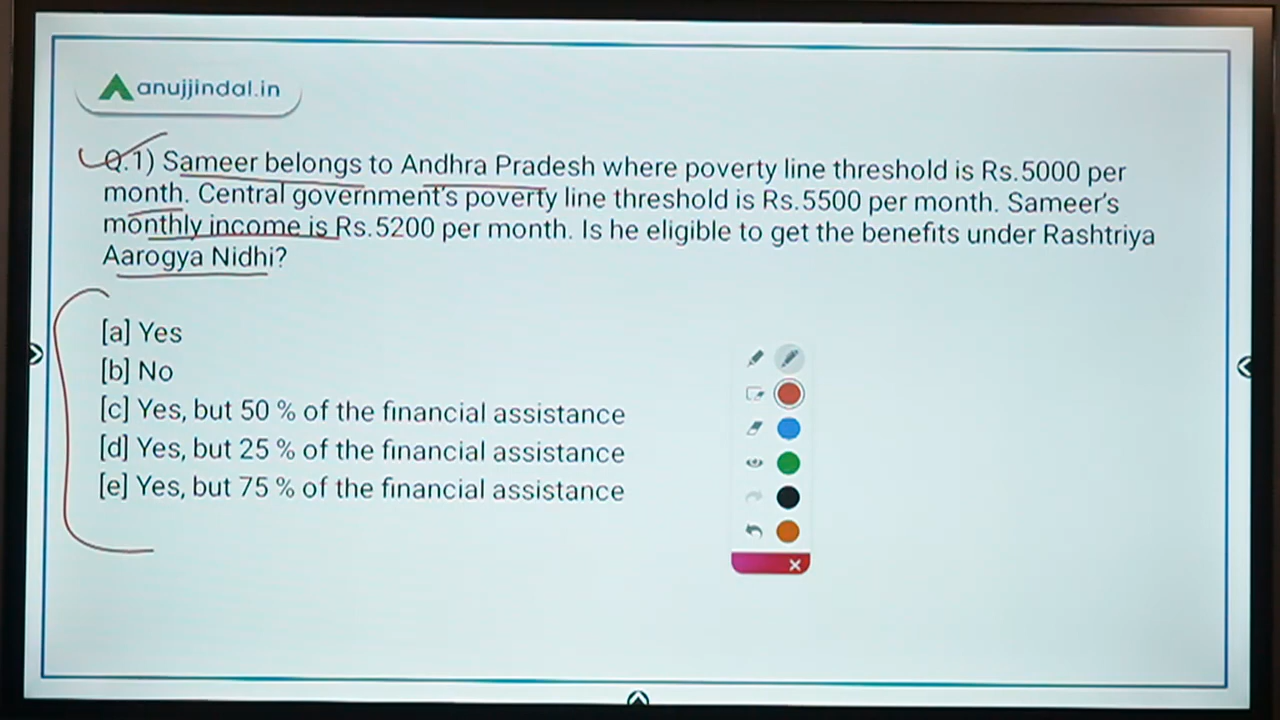 anujjindal.in
Q.1) Sameer belongs to Andhra Pradesh where poverty line threshold is Rs.5000 per
month. Central government's poverty line threshold is Rs.5500 per month. Sameer's
monthly income is Rs.5200 per month. Is he eligible to get the benefits under Rashtriya
Aarogya Nidhi?
[a] Yes
[b] No
[c] Yes, but 50 % of the financial assistance
[d] Yes, but 25 % of the financial assistance
[e] Yes, but 75 % of the financial assistance